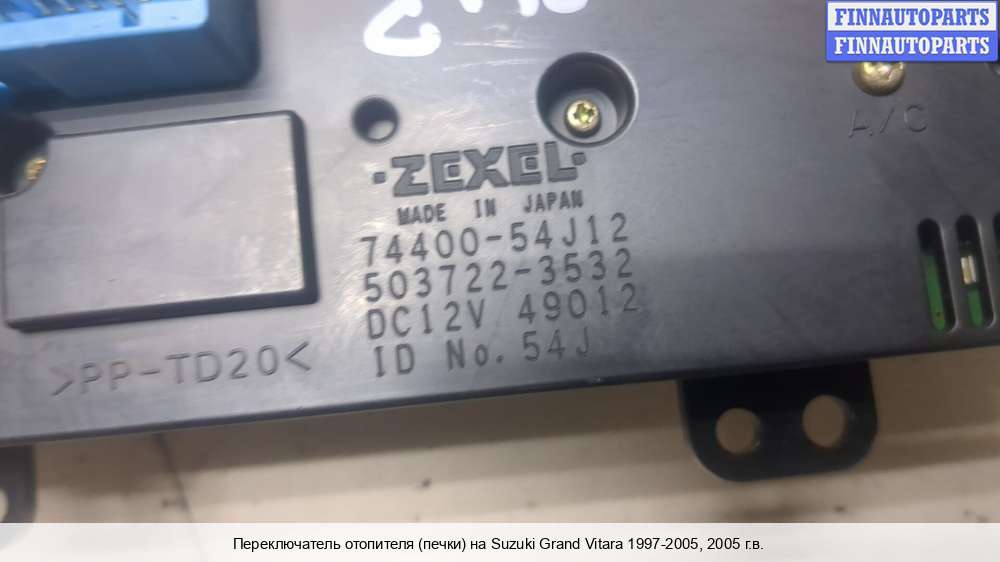 FINNAUTOPARTS
FINNAUTOPARTS
A/C
·ZEXEL·
MADE IN JAPAN
74400-54J12
503722-3532
DC12V 49012
ID No. 54J
>PP-TD20<
Переключатель отопителя (печки) на Suzuki Grand Vitara 1997-2005, 2005 г.в.